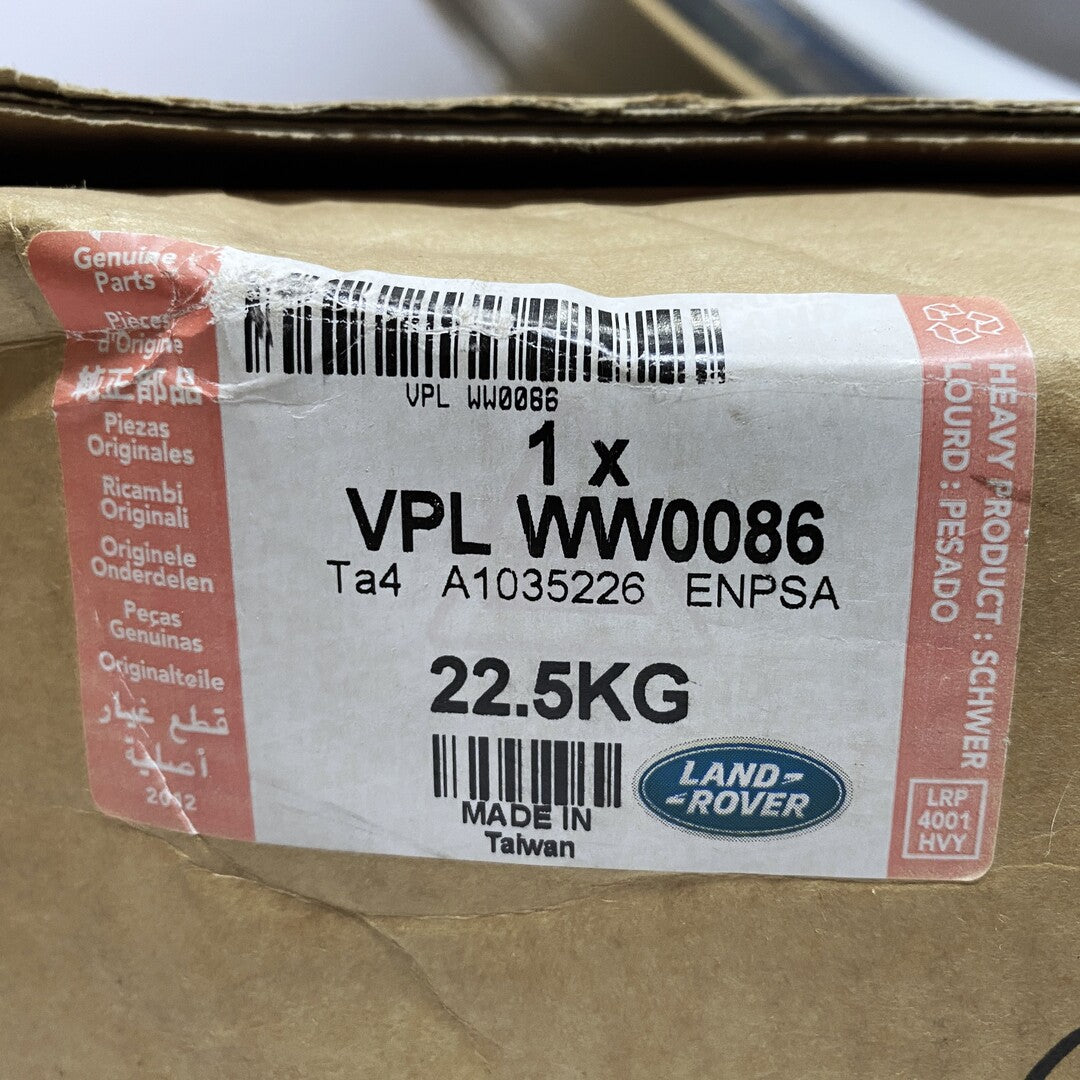 Genuine
Parts
Pièces
d'Origine
純正部品
Piezas
Originales
Ricambi
Originali
Originele
Onderdelen
Peças
Genuinas
Originalteile
قطع غيار
أصلية
2012
VPL WW0086
1 x
VPL WW0086
Ta4 A1035226 ENPSA
22.5KG
MADE IN
Taiwan
LAND-
-ROVER
HEAVY PRODUCT : SCHWER
LOURD : PESADO
LRP
4001
HVY